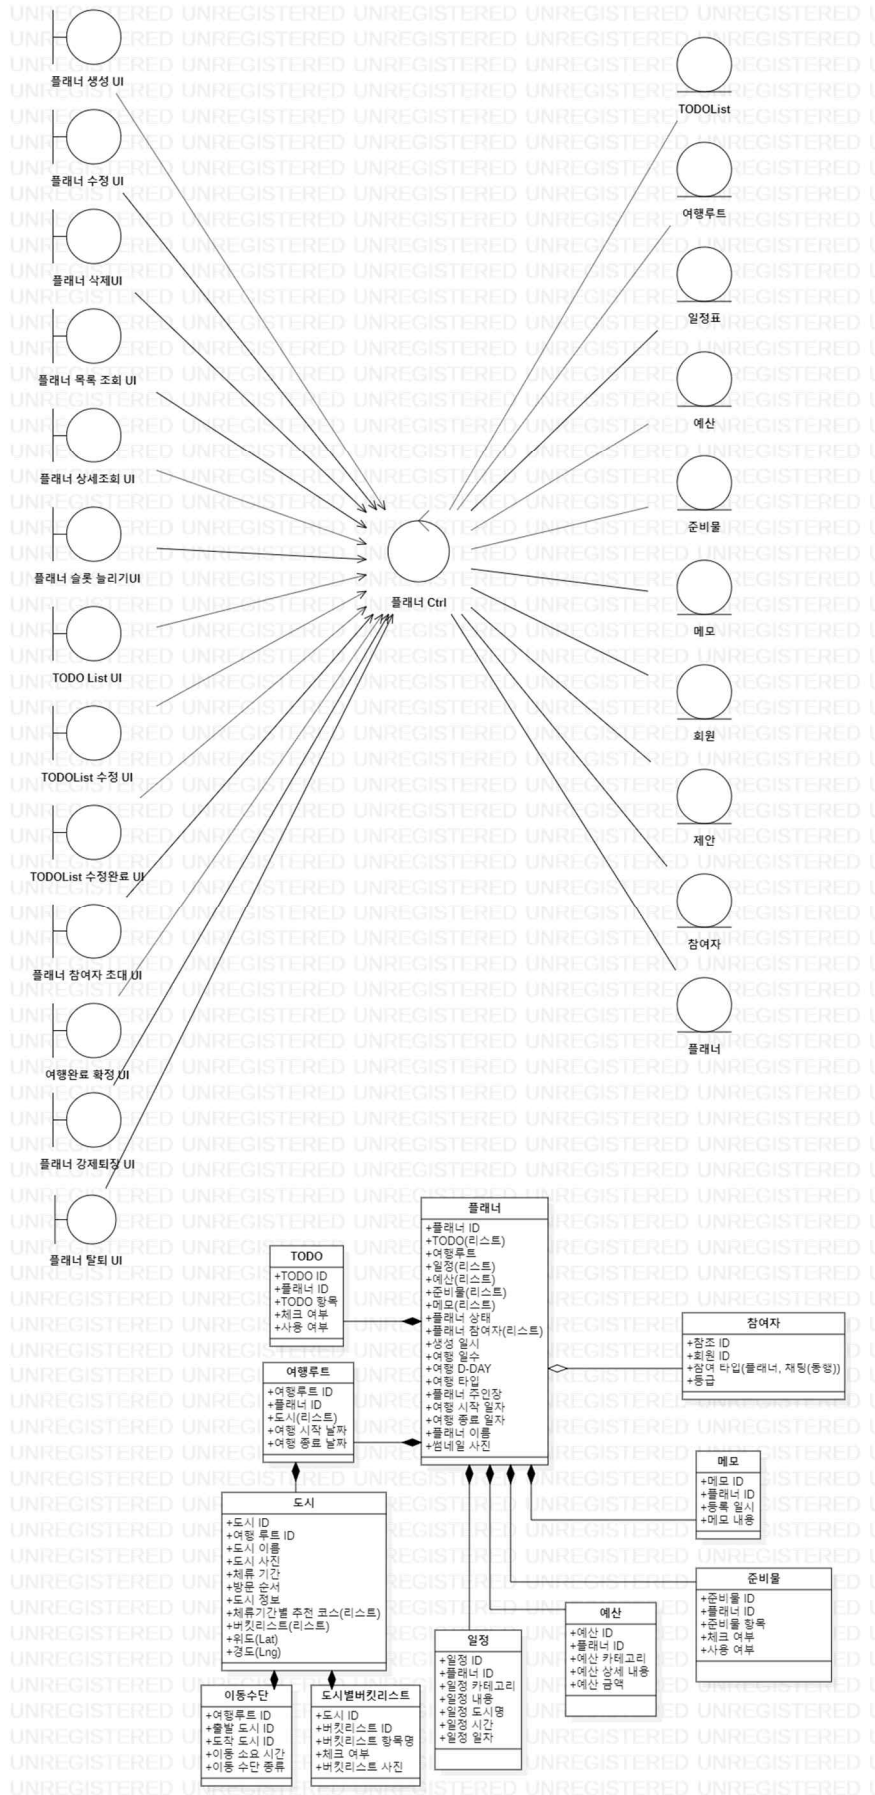 플래너 생성 UI
플래너 수정 UI
플래너 삭제UI
플래너 목록 조회 UI
플래너 상세조회 UI
플래너 슬롯 늘리기UI
TODO List UI
TODOList 수정 UI
TODOList 수정완료 UI
플래너 참여자 초대 UI
여행완료 확정 UI
플래너 강제퇴장 UI
플래너 탈퇴 UI
플래너 Ctrl
TODOList
여행루트
일정표
예산
준비물
메모
회원
제안
참여자
플래너
플래너
+플래너 ID
+TODO(리스트)
+여행루트
+일정(리스트)
+예산(리스트)
+준비물(리스트)
+메모(리스트)
+플래너 상태
+플래너 참여자(리스트)
+생성 일시
+여행 일수
+여행 D-DAY
+여행 타입
+플래너 주인장
+여행 시작 일자
+여행 종료 일자
+플래너 이름
+썸네일 사진
TODO
+TODO ID
+플래너 ID
+TODO 항목
+체크 여부
+사용 여부
여행루트
+여행루트 ID
+플래너 ID
+도시(리스트)
+여행 시작 날짜
+여행 종료 날짜
도시
+도시 ID
+여행 루트 ID
+도시 이름
+도시 사진
+체류 기간
+방문 순서
+도시 정보
+체류기간별 추천 코스(리스트)
+버킷리스트(리스트)
+위도(Lat)
+경도(Lng)
이동수단
+여행루트 ID
+출발 도시 ID
+도착 도시 ID
+이동 소요 시간
+이동 수단 종류
도시별버킷리스트
+도시 ID
+버킷리스트 ID
+버킷리스트 항목명
+체크 여부
+버킷리스트 사진
참여자
+참조 ID
+회원 ID
+참여 타입(플래너, 채팅(동행))
+등급
메모
+메모 ID
+플래너 ID
+등록 일시
+메모 내용
준비물
+준비물 ID
+플래너 ID
+준비물 항목
+체크 여부
+사용 여부
예산
+예산 ID
+플래너 ID
+예산 카테고리
+예산 상세 내용
+예산 금액
일정
+일정 ID
+플래너 ID
+일정 카테고리
+일정 내용
+일정 도시명
+일정 시간
+일정 일자
UNREGISTERED